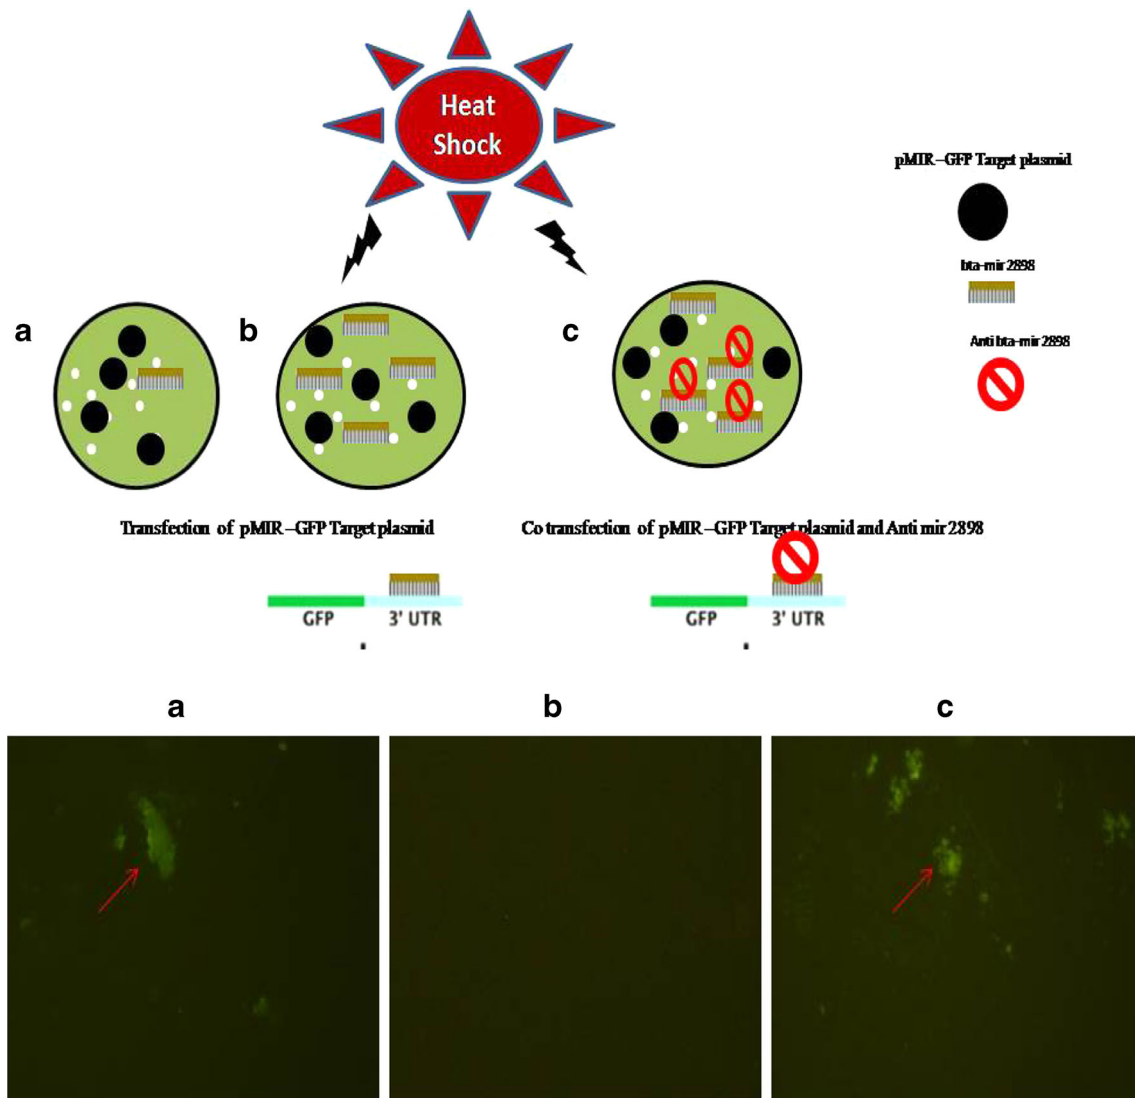 Heat
Shock
pMIR–GFP Target plasmid
bta-mir 2898
Anti bta-mir 2898
a
b
c
Transfection of pMIR–GFP Target plasmid
Co transfection of pMIR–GFP Target plasmid and Anti mir 2898
GFP
3' UTR
GFP
3' UTR
a
b
c